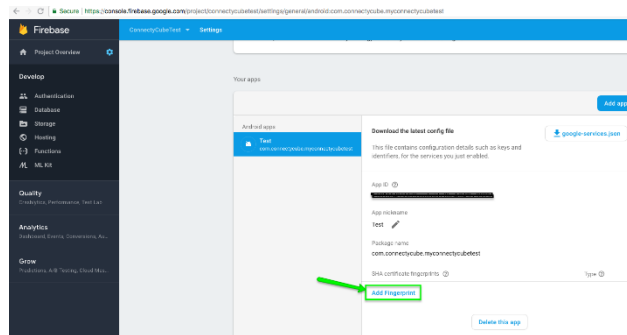 Secure | https://console.firebase.google.com/project/connectycubetest/settings/general/android:com.connectycube.myconnectycubetest
Firebase
ConnectyCubeTest
Settings
Project Overview
Develop
Authentication
Database
Storage
Hosting
Functions
ML Kit
Quality
Crashlytics, Performance, Test Lab
Analytics
Dashboard, Events, Conversions, Au...
Grow
Predictions, A/B Testing, Cloud Mes...
Your apps
Add app
Android apps
Test
com.connectycube.myconnectycubetest
Download the latest config file
This file contains configuration details such as keys and
identifiers, for the services you just enabled.
google-services.json
App ID
App nickname
Test
Package name
com.connectycube.myconnectycubetest
SHA certificate fingerprints
Type
Add Fingerprint
Delete this app